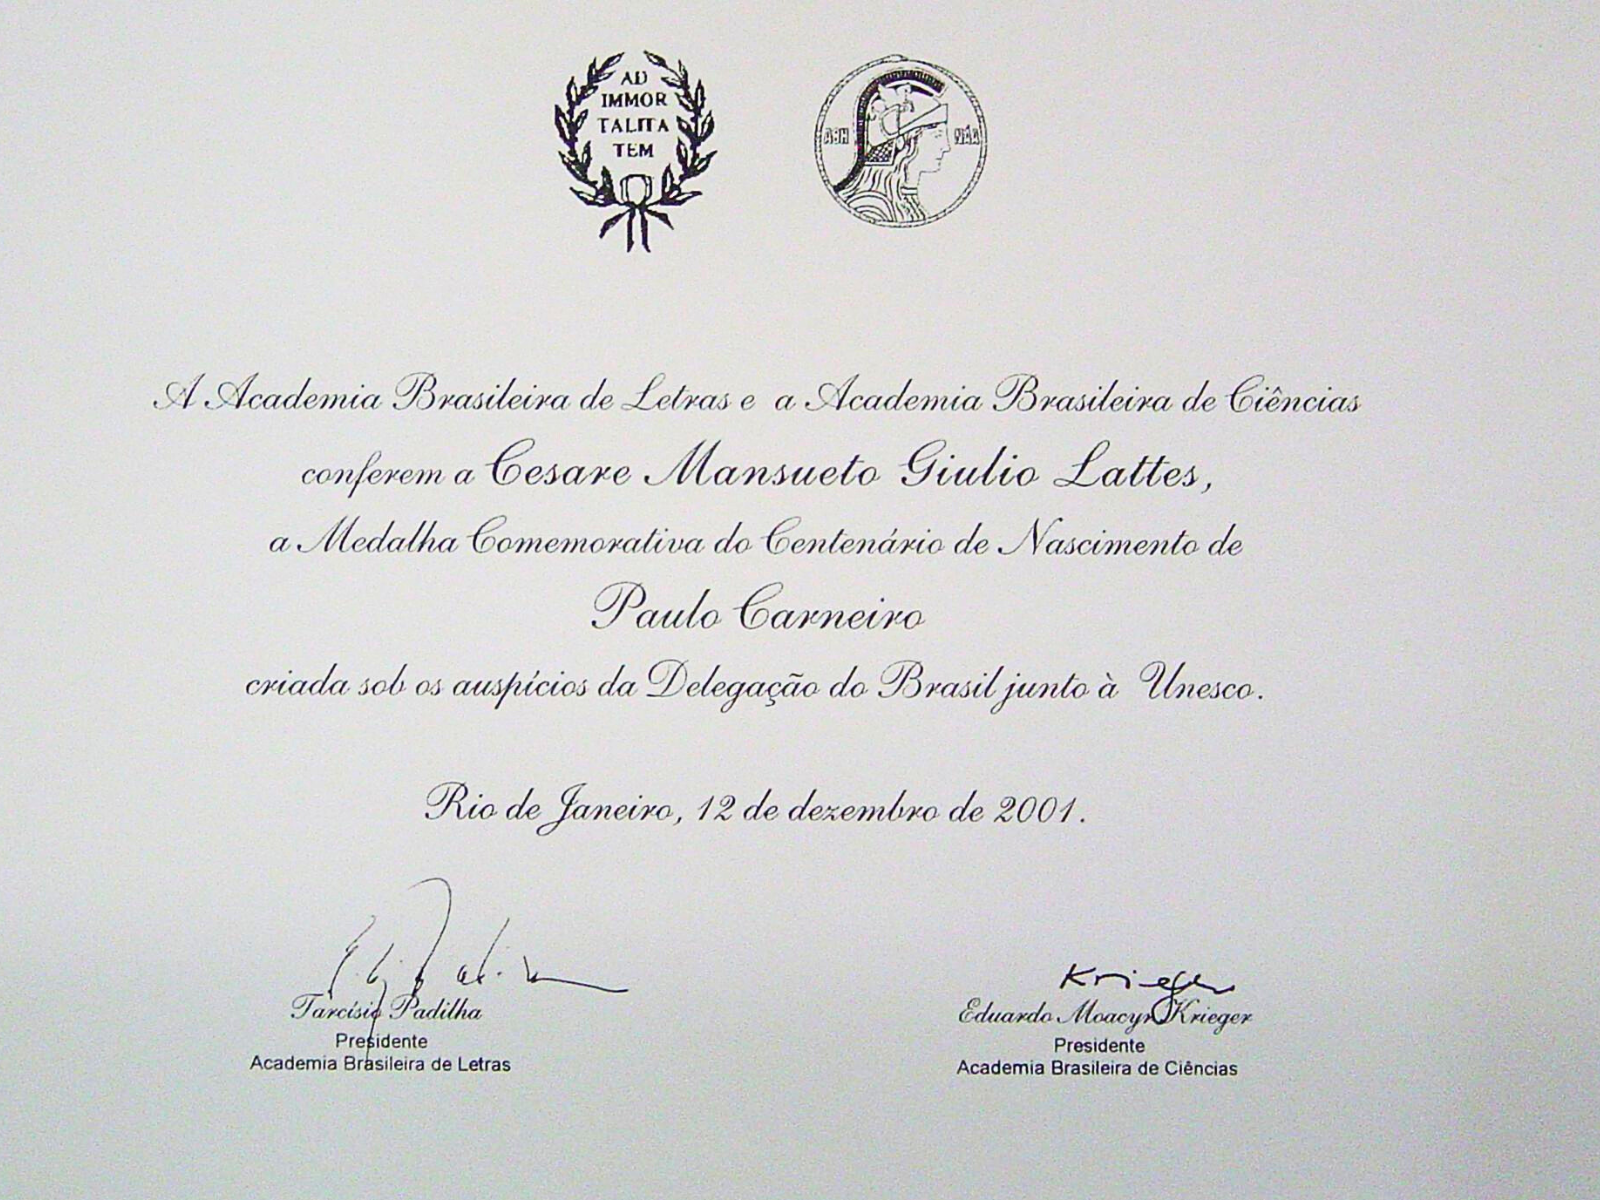 AD
IMMOR
TALITA
TEM
ΑΘΗ ΝΑΑ
A Academia Brasileira de Letras e a Academia Brasileira de Ciências
conferem a Cesare Mansueto Giulio Lattes,
a Medalha Comemorativa do Centenário de Nascimento de
Paulo Carneiro
criada sob os auspícios da Delegação do Brasil junto à Unesco.
Rio de Janeiro, 12 de dezembro de 2001.
Krieger
Tarcísio Padilha
Presidente
Academia Brasileira de Letras
Eduardo Moacyr Krieger
Presidente
Academia Brasileira de Ciências